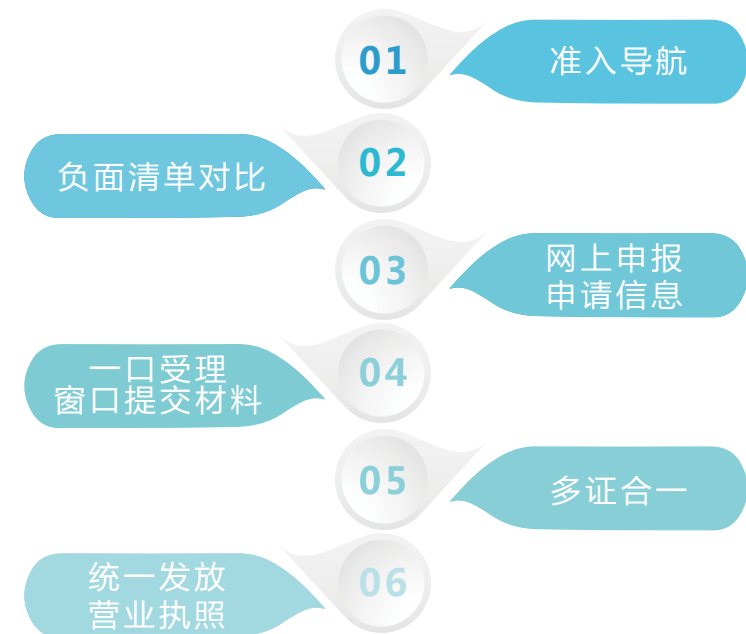 01
准入导航
02
负面清单对比
03
网上申报
申请信息
04
一口受理
窗口提交材料
05
多证合一
06
统一发放
营业执照